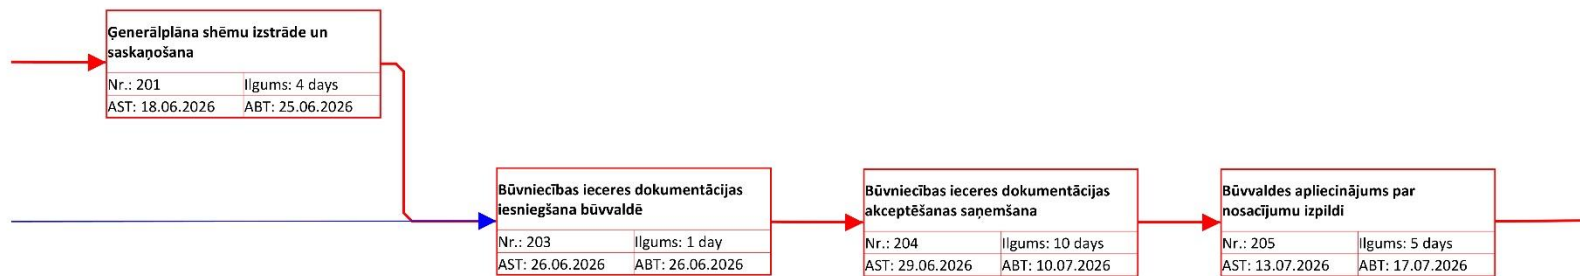 Ģenerālplāna shēmu izstrāde un
saskaņošana
Nr.: 201 Ilgums: 4 days
AST: 18.06.2026 ABT: 25.06.2026
Būvniecības ieceres dokumentācijas
iesniegšana būvvaldē
Nr.: 203 Ilgums: 1 day
AST: 26.06.2026 ABT: 26.06.2026
Būvniecības ieceres dokumentācijas
akceptēšanas saņemšana
Nr.: 204 Ilgums: 10 days
AST: 29.06.2026 ABT: 10.07.2026
Būvvaldes apliecinājums par
nosacījumu izpildi
Nr.: 205 Ilgums: 5 days
AST: 13.07.2026 ABT: 17.07.2026